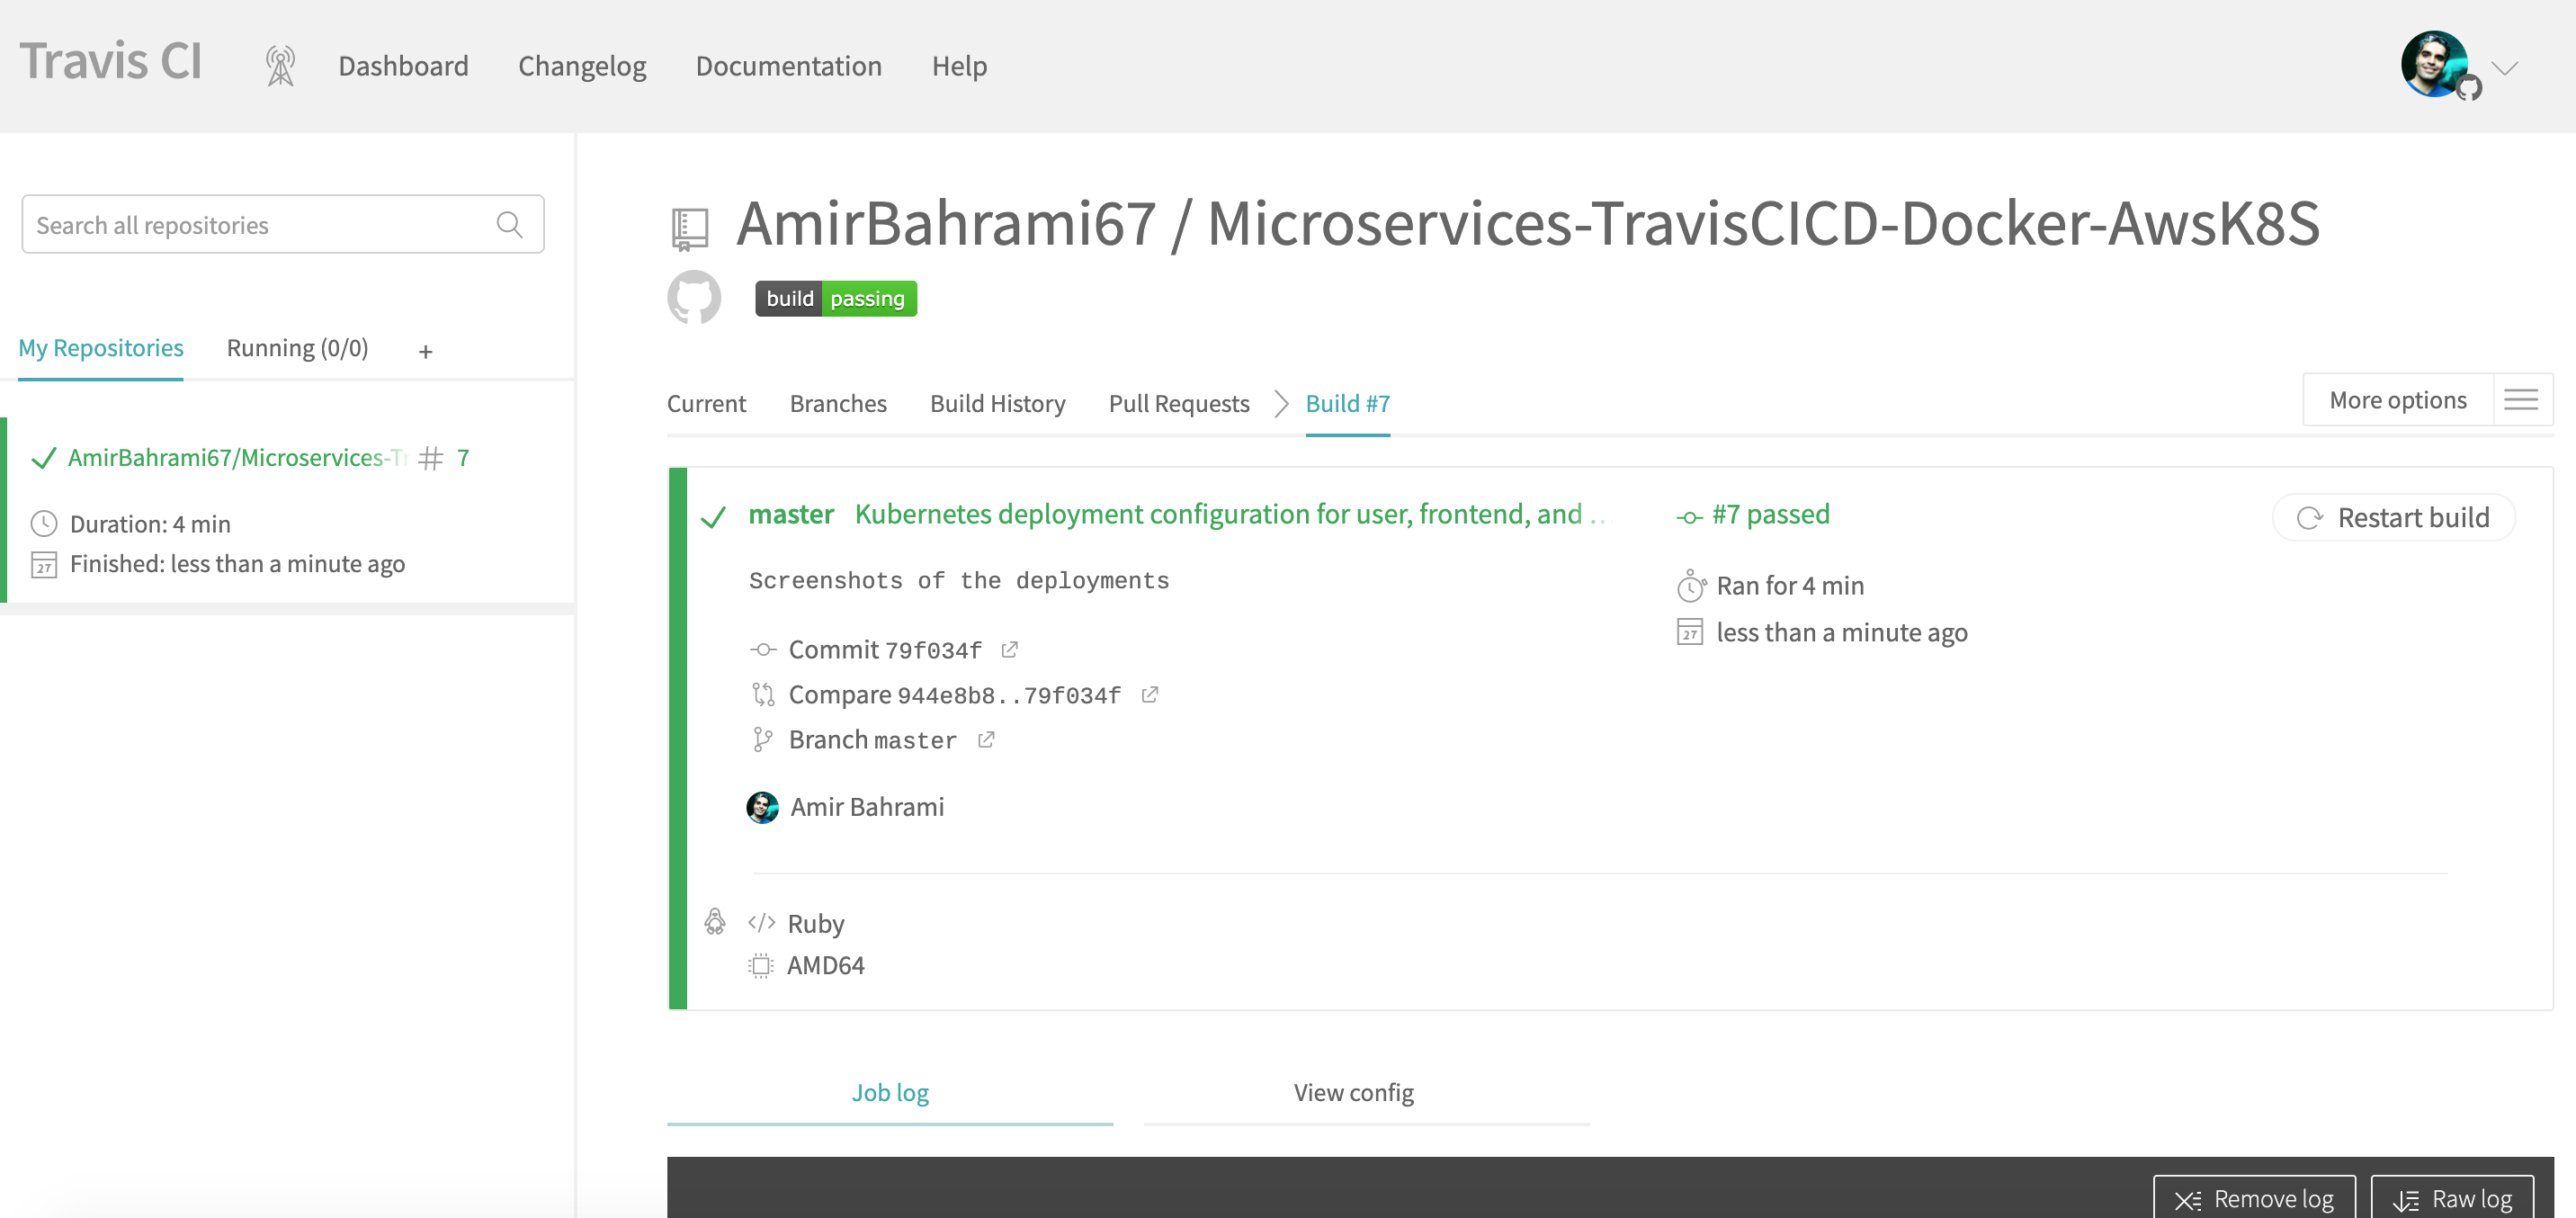 Travis CI
Dashboard
Changelog
Documentation
Help
Search all repositories
My Repositories
Running (0/0)
+
AmirBahrami67/Microservices-Tr
# 7
Duration: 4 min
27
Finished: less than a minute ago
AmirBahrami67 / Microservices-TravisCICD-Docker-AwsK8S
build passing
Current
Branches
Build History
Pull Requests
Build #7
More options
master Kubernetes deployment configuration for user, frontend, and …
Screenshots of the deployments
Commit 79f034f
Compare 944e8b8..79f034f
Branch master
Amir Bahrami
#7 passed
Ran for 4 min
27
less than a minute ago
Restart build
</> Ruby
AMD64
Job log
View config
Remove log
Raw log